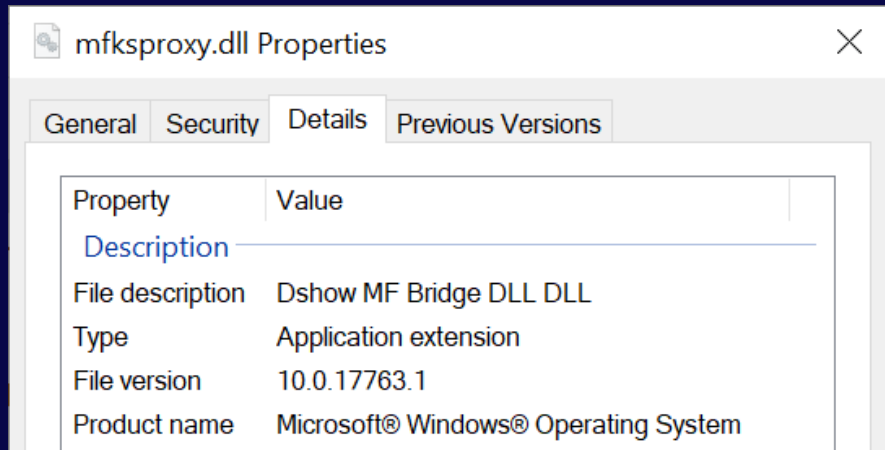 mfksproxy.dll Properties
General Security Details Previous Versions
Property Value
Description
File description Dshow MF Bridge DLL DLL
Type Application extension
File version 10.0.17763.1
Product name Microsoft® Windows® Operating System